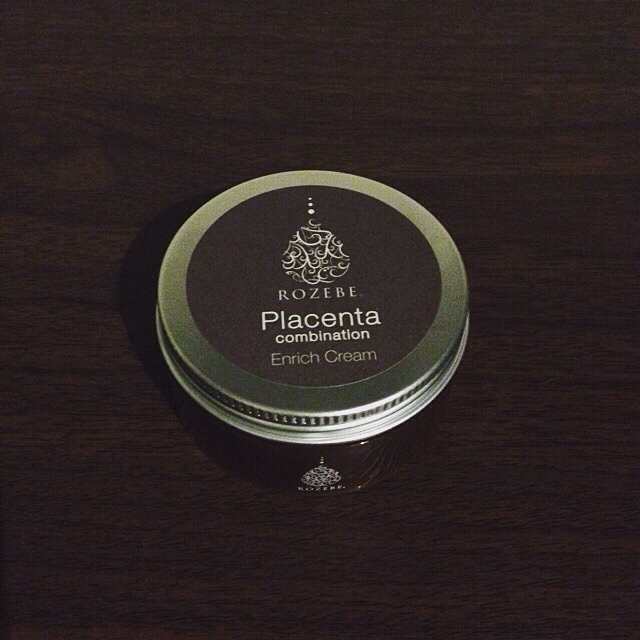 ROZEBE
Placenta
combination
Enrich Cream
ROZEBE